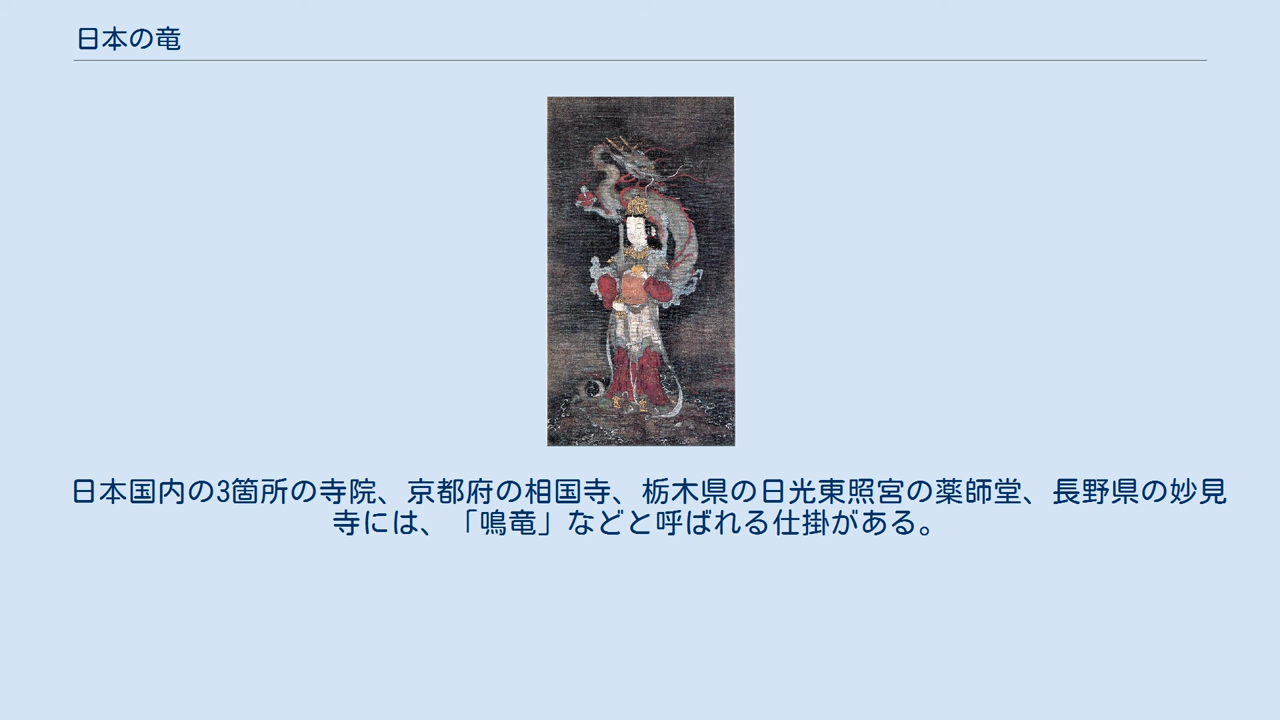 日本の竜
日本国内の3箇所の寺院、京都府の相国寺、栃木県の日光東照宮の薬師堂、長野県の妙見
寺には、「鳴竜」などと呼ばれる仕掛がある。